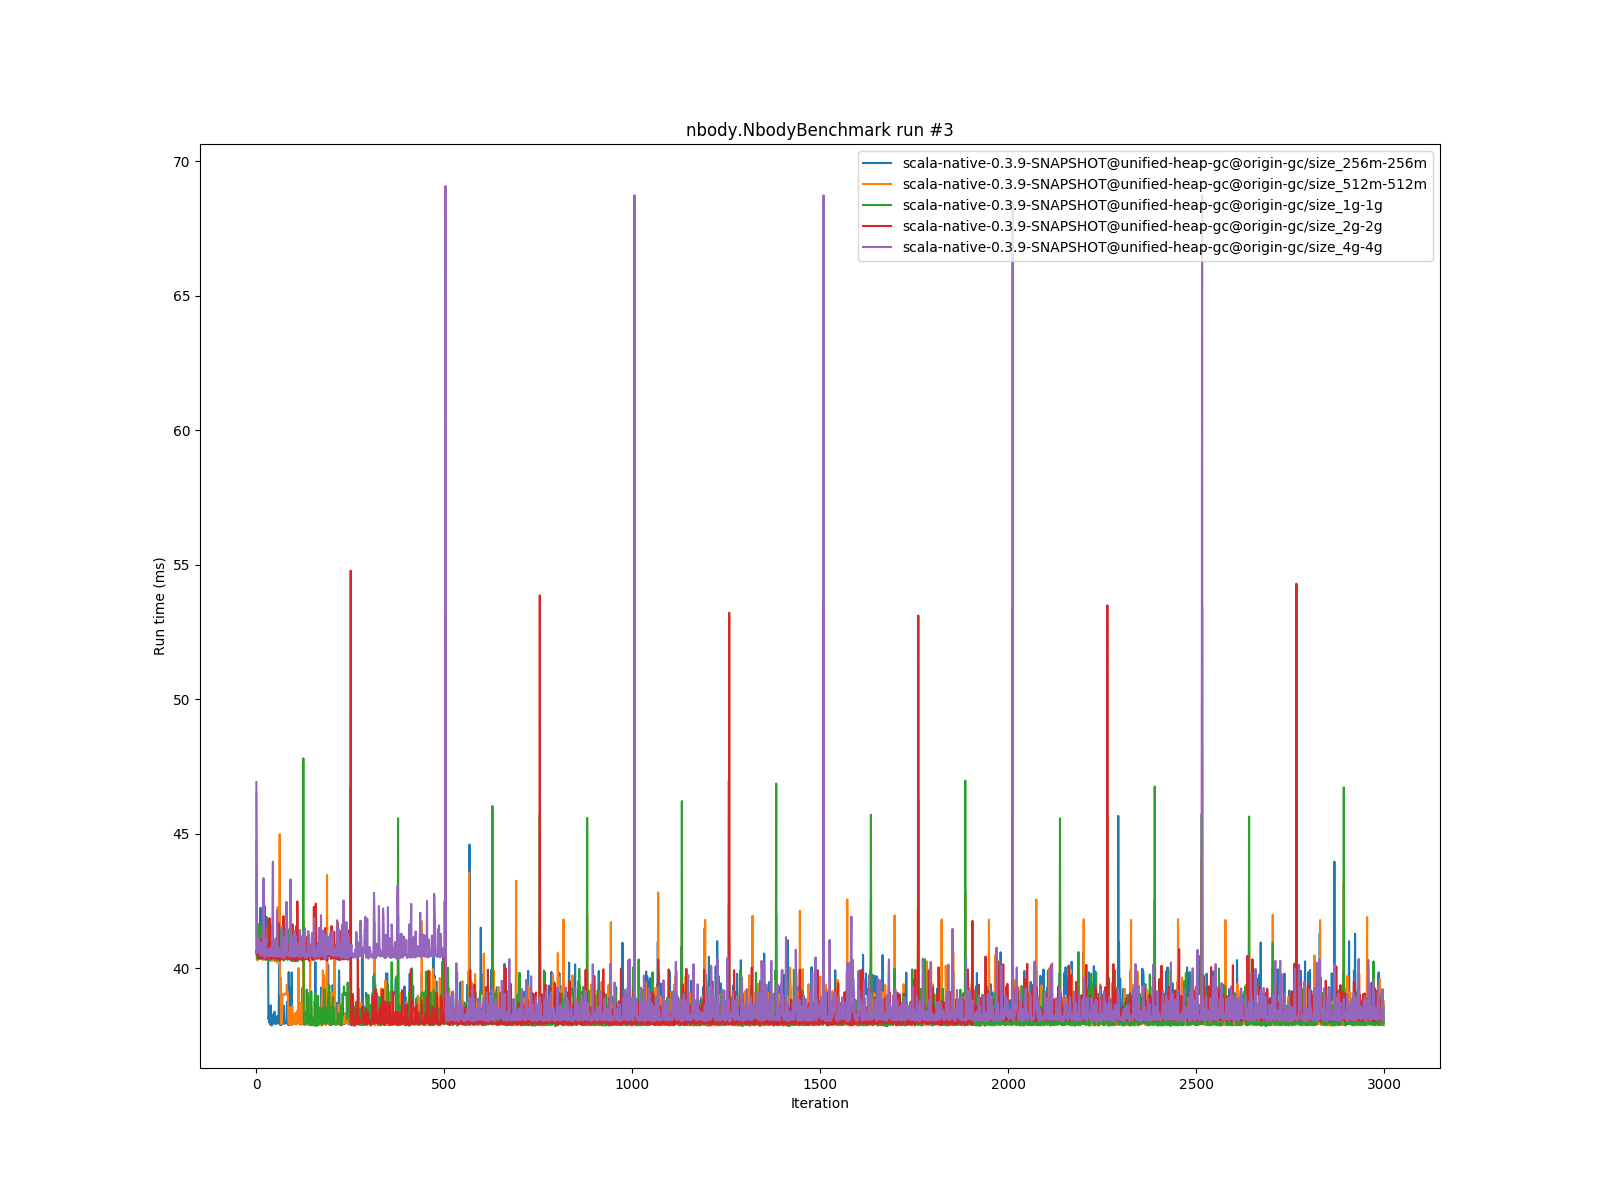 nbody.NbodyBenchmark run #3
scala-native-0.3.9-SNAPSHOT@unified-heap-gc@origin-gc/size_256m-256m
scala-native-0.3.9-SNAPSHOT@unified-heap-gc@origin-gc/size_512m-512m
scala-native-0.3.9-SNAPSHOT@unified-heap-gc@origin-gc/size_1g-1g
scala-native-0.3.9-SNAPSHOT@unified-heap-gc@origin-gc/size_2g-2g
scala-native-0.3.9-SNAPSHOT@unified-heap-gc@origin-gc/size_4g-4g
Run time (ms)
70
65
60
55
50
45
40
0
500
1000
1500
2000
2500
3000
Iteration